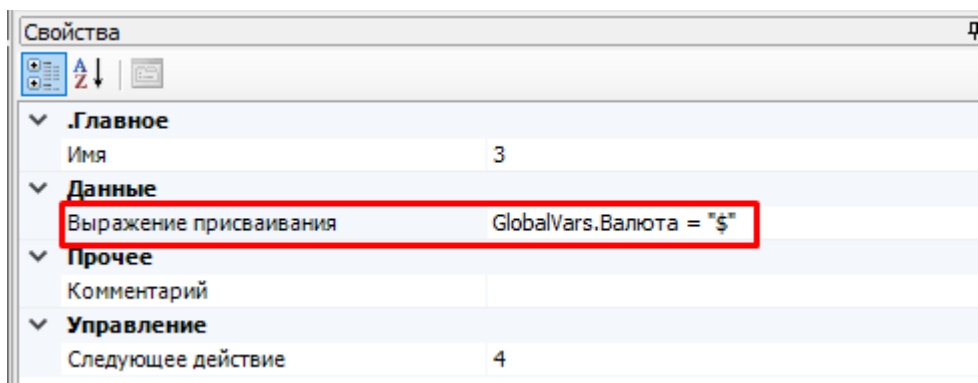 Свойства
.Главное
Имя 3
Данные
Выражение присваивания GlobalVars.Валюта = "$"
Прочее
Комментарий
Управление
Следующее действие 4